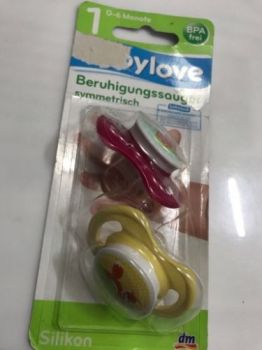 1 0-6 Monate
BPA
frei
ylove
Beruhigungssauger
symmetrisch
Silikon
dm